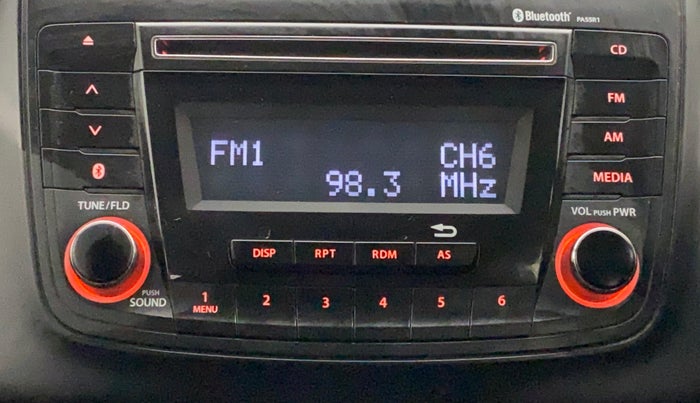 Bluetooth® PA55R1
CD
FM
AM
MEDIA
FM1 CH6
98.3 MHz
TUNE/FLD
VOL PUSH PWR
DISP RPT RDM AS
PUSH
SOUND
1 2 3 4 5 6
MENU